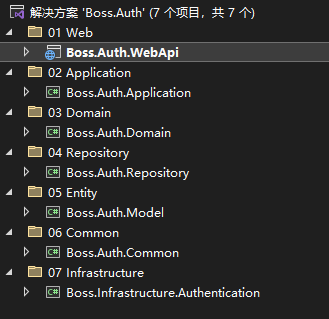 解决方案 'Boss.Auth' (7 个项目，共 7 个)
01 Web
Boss.Auth.WebApi
02 Application
Boss.Auth.Application
03 Domain
Boss.Auth.Domain
04 Repository
Boss.Auth.Repository
05 Entity
Boss.Auth.Model
06 Common
Boss.Auth.Common
07 Infrastructure
Boss.Infrastructure.Authentication